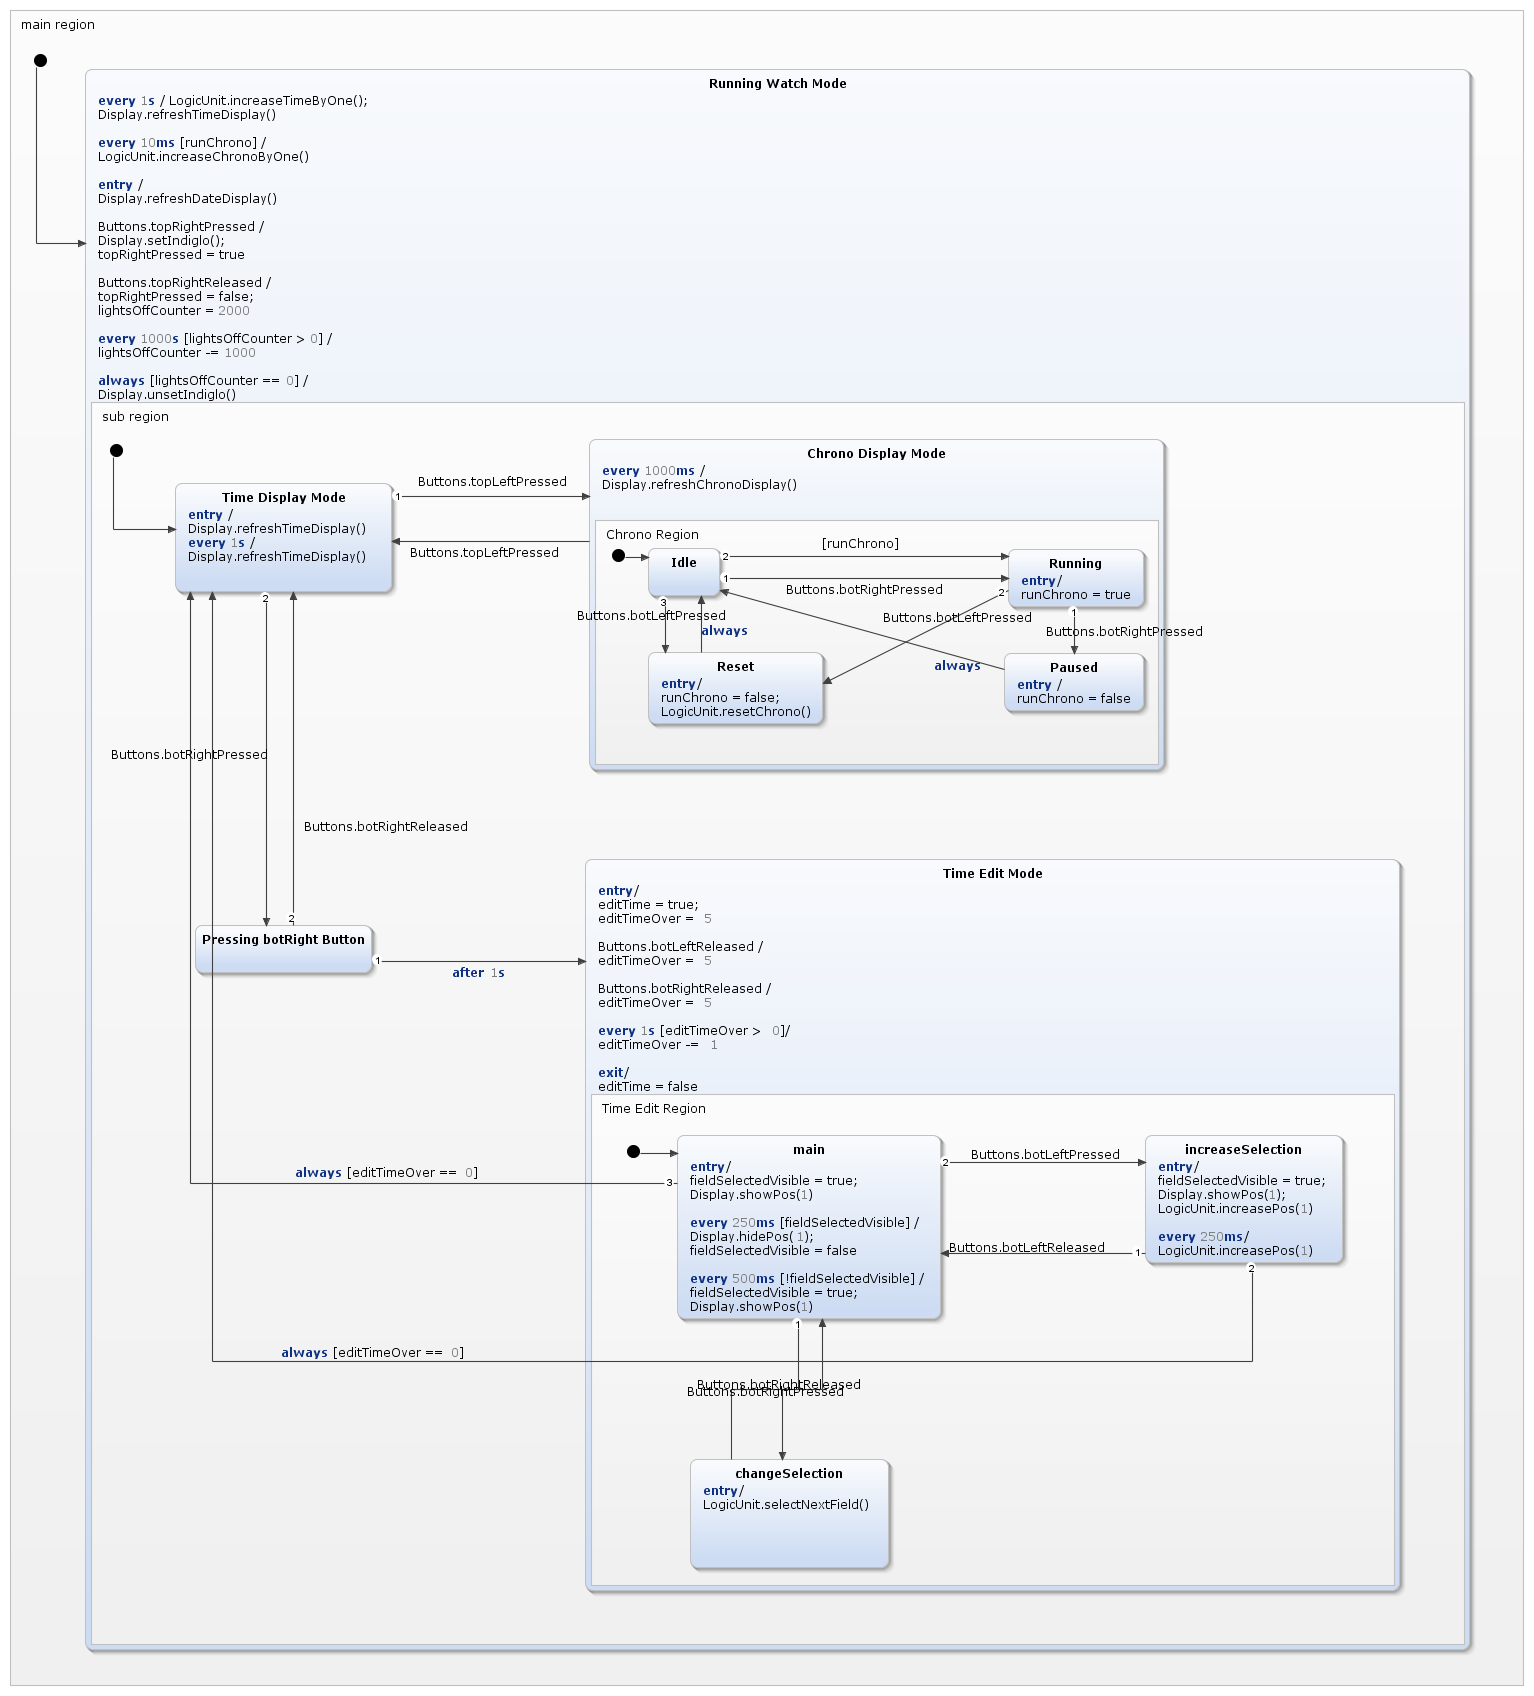 main region
Running Watch Mode
every 1s / LogicUnit.increaseTimeByOne();
Display.refreshTimeDisplay()
every 10ms [runChrono] /
LogicUnit.increaseChronoByOne()
entry /
Display.refreshDateDisplay()
Buttons.topRightPressed /
Display.setIndiglo();
topRightPressed = true
Buttons.topRightReleased /
topRightPressed = false;
lightsOffCounter = 2000
every 1000s [lightsOffCounter > 0] /
lightsOffCounter -= 1000
always [lightsOffCounter == 0] /
Display.unsetIndiglo()
sub region
Time Display Mode
entry /
Display.refreshTimeDisplay()
every 1s /
Display.refreshTimeDisplay()
1
Buttons.topLeftPressed
Buttons.topLeftPressed
2
Chrono Display Mode
every 1000ms /
Display.refreshChronoDisplay()
Chrono Region
Idle
2
[runChrono]
1
Buttons.botRightPressed
3
Buttons.botLeftPressed
always
Running
entry/
runChrono = true
2
Buttons.botLeftPressed
1
Buttons.botRightPressed
always
Reset
entry/
runChrono = false;
LogicUnit.resetChrono()
Paused
entry /
runChrono = false
Buttons.botRightPressed
Buttons.botRightReleased
2
Pressing botRight Button
1
after 1s
Time Edit Mode
entry/
editTime = true;
editTimeOver = 5
Buttons.botLeftReleased /
editTimeOver = 5
Buttons.botRightReleased /
editTimeOver = 5
every 1s [editTimeOver > 0]/
editTimeOver -= 1
exit/
editTime = false
Time Edit Region
main
entry/
fieldSelectedVisible = true;
Display.showPos(1)
every 250ms [fieldSelectedVisible] /
Display.hidePos(1);
fieldSelectedVisible = false
every 500ms [!fieldSelectedVisible] /
fieldSelectedVisible = true;
Display.showPos(1)
2
Buttons.botLeftPressed
increaseSelection
entry/
fieldSelectedVisible = true;
Display.showPos(1);
LogicUnit.increasePos(1)
every 250ms/
LogicUnit.increasePos(1)
always [editTimeOver == 0]
3
Buttons.botLeftReleased
1
2
1
always [editTimeOver == 0]
Buttons.botRightReleased
Buttons.botRightPressed
changeSelection
entry/
LogicUnit.selectNextField()